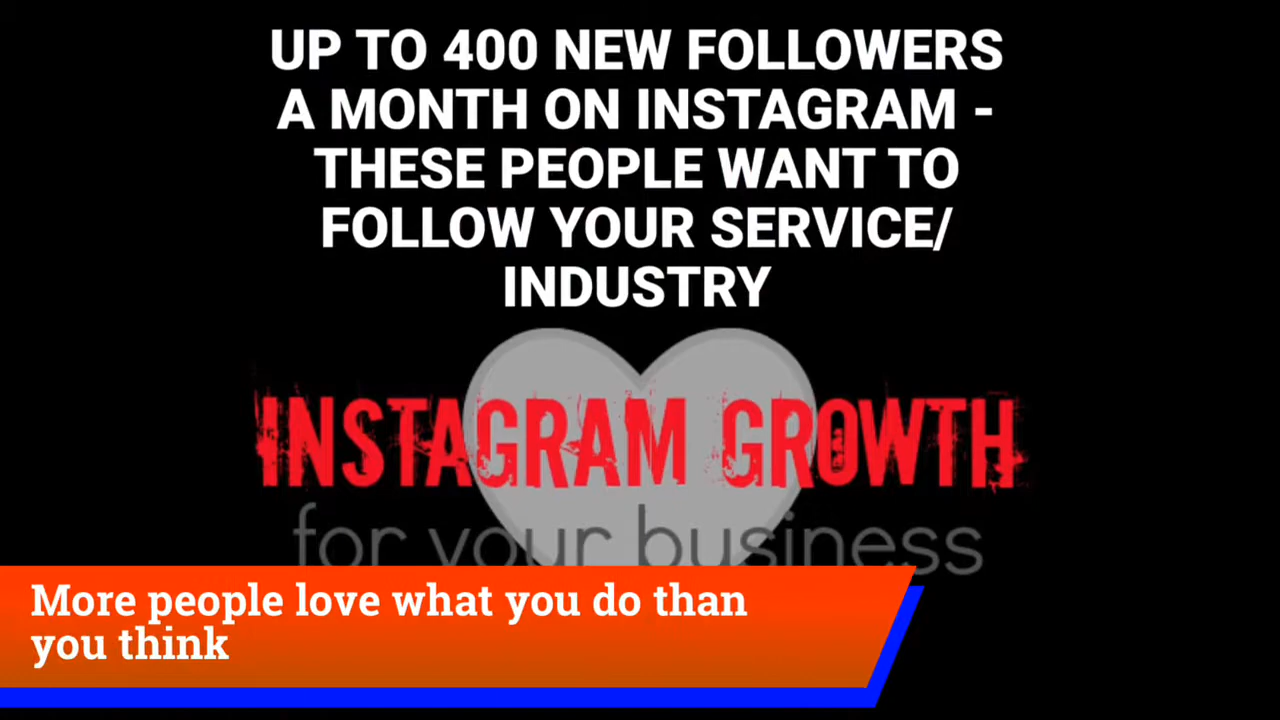 UP TO 400 NEW FOLLOWERS
A MONTH ON INSTAGRAM -
THESE PEOPLE WANT TO
FOLLOW YOUR SERVICE/
INDUSTRY
INSTAGRAM GROWTH
for your business
More people love what you do than
you think